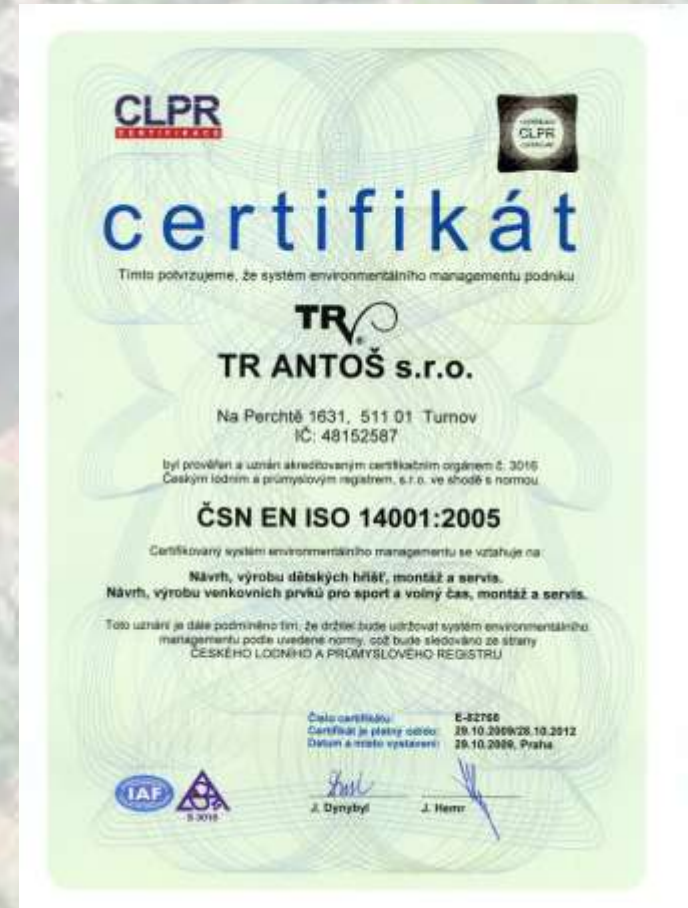 CLPR
CERTIFIKACE
CLPR
certifikát
Tímto potvrzujeme, že systém environmentálního managementu podniku
TR
®
TR ANTOŠ s.r.o.
Na Perchtě 1631, 511 01 Turnov
IČ: 48152587
byl prověřen a uznán akreditovaným certifikačním orgánem č. 3016
Českým lodním a průmyslovým registrem, s.r.o. ve shodě s normou
ČSN EN ISO 14001:2005
Certifikovaný systém environmentálního managementu se vztahuje na
Návrh, výrobu dětských hřišť, montáž a servis.
Návrh, výrobu venkovních prvků pro sport a volný čas, montáž a servis.
Toto uznání je dále podmíněno tím, že držitel bude udržovat systém environmentálního
managementu podle uvedené normy, což bude sledováno ze strany
ČESKÉHO LODNÍHO A PRŮMYSLOVÉHO REGISTRU
Číslo certifikátu: E-82768
Certifikát je platný od/do: 29.10.2009/28.10.2012
Datum a místo vystavení: 29.10.2009, Praha
IAF
S 3016
J. Dynybyl J. Hemr